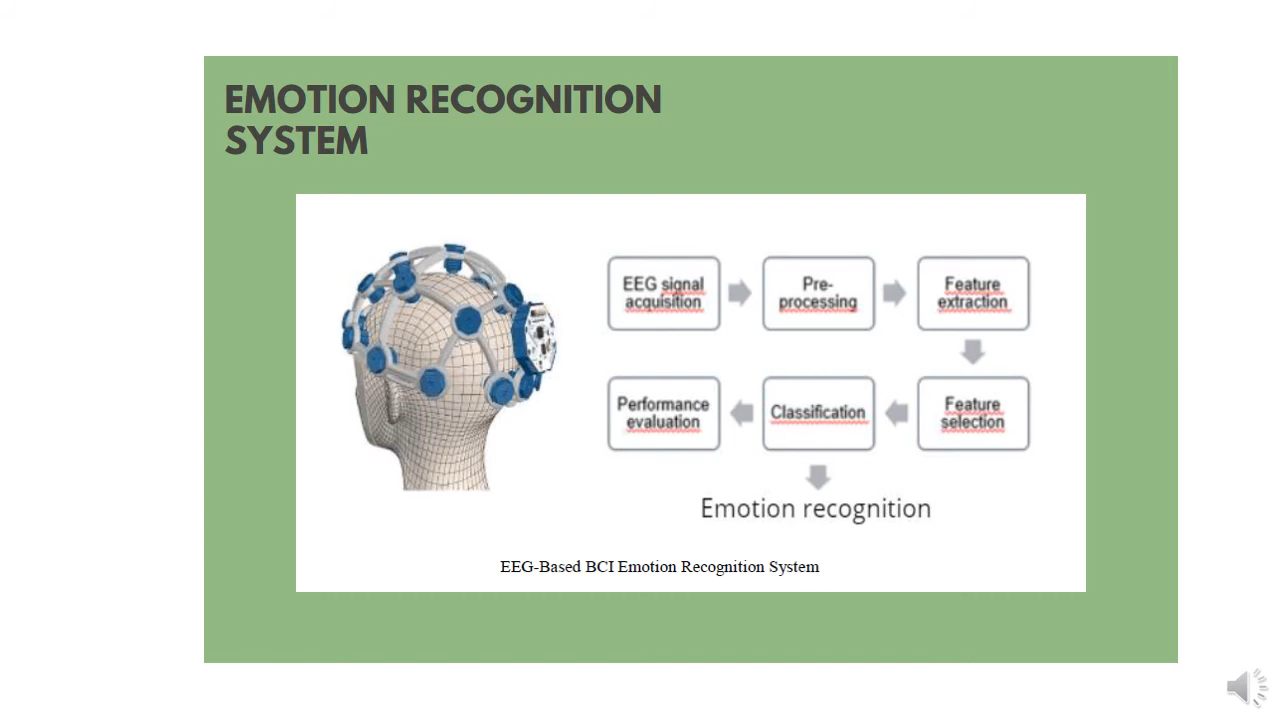 EMOTION RECOGNITION
SYSTEM
EEG signal
acquisition
Pre-
processing
Feature
extraction
Performance
evaluation
Classification
Feature
selection
Emotion recognition
EEG-Based BCI Emotion Recognition System